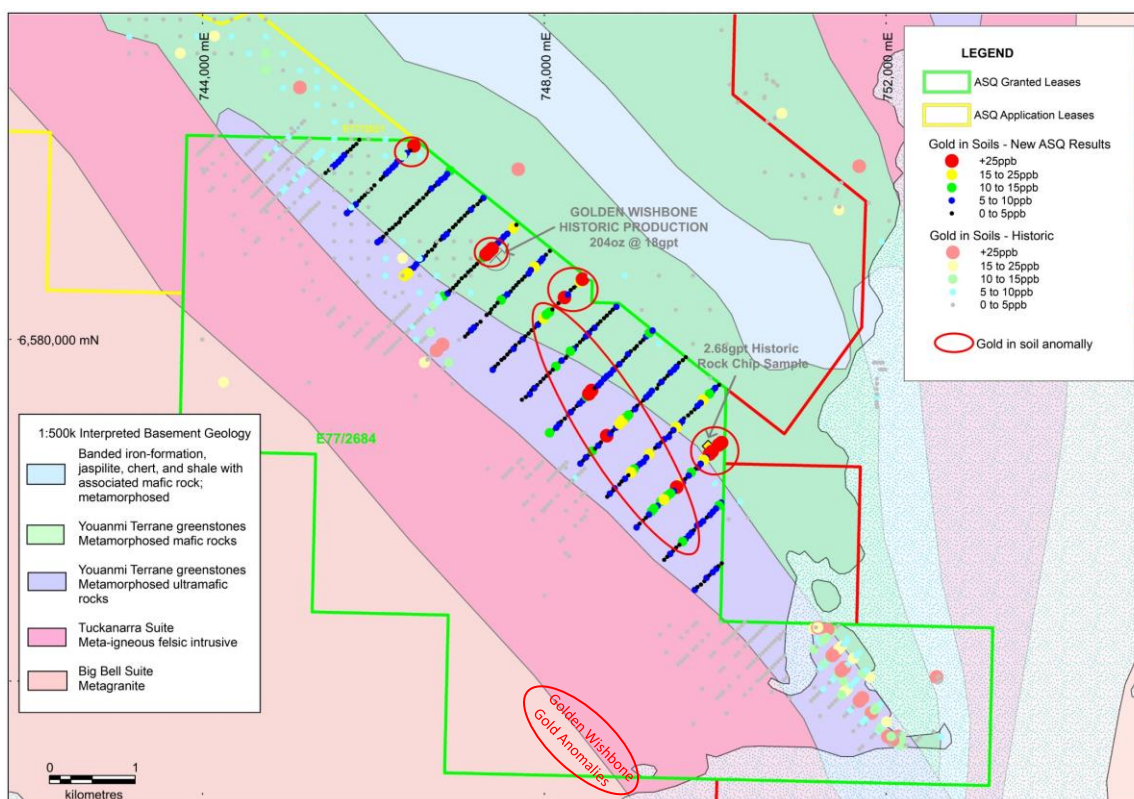 744,000 mE
748,000 mE
752,000 mE
LEGEND
ASQ Granted Leases
ASQ Application Leases
Gold in Soils - New ASQ Results
+25ppb
15 to 25ppb
10 to 15ppb
5 to 10ppb
0 to 5ppb
Gold in Soils - Historic
+25ppb
15 to 25ppb
10 to 15ppb
5 to 10ppb
0 to 5ppb
Gold in soil anomally
GOLDEN WISHBONE
HISTORIC PRODUCTION
204oz @ 18gpt
6,580,000 mN
2.68gpt Historic
Rock Chip Sample
E77/2684
1:500k Interpreted Basement Geology
Banded iron-formation,
jaspilite, chert, and shale with
associated mafic rock;
metamorphosed
Youanmi Terrane greenstones
Metamorphosed mafic rocks
Youanmi Terrane greenstones
Metamorphosed ultramafic
rocks
Tuckanarra Suite
Meta-igneous felsic intrusive
Big Bell Suite
Metagranite
Golden Wishbone
Gold Anomalies
0 1
kilometres